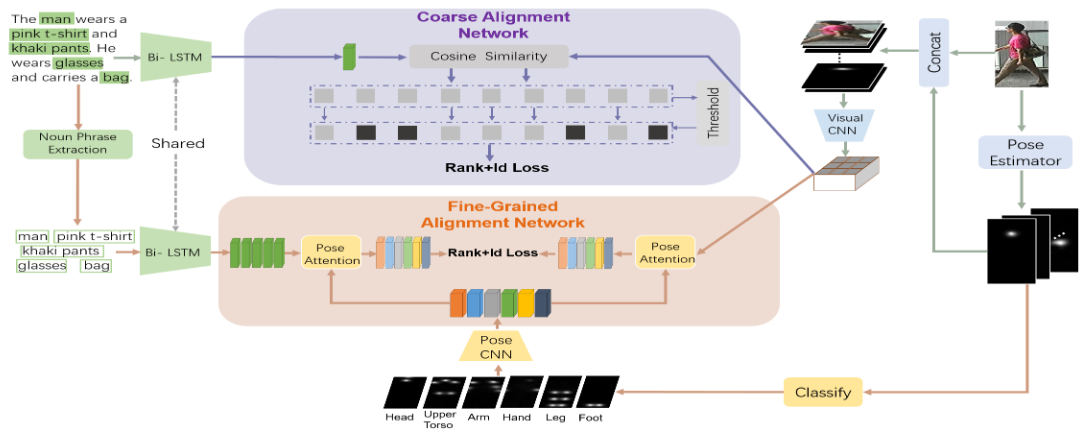 The man wears a
pink t-shirt and
khaki pants. He
wears glasses
and carries a bag.
Bi- LSTM
Noun Phrase
Extraction
Shared
man pink t-shirt
khaki pants
glasses bag
Bi- LSTM
Coarse Alignment
Network
Cosine Similarity
Threshold
Rank+Id Loss
Fine-Grained
Alignment Network
Pose
Attention
Rank+Id Loss
Pose
Attention
Pose
CNN
Head
Upper
Torso
Arm
Hand
Leg
Foot
Classify
Visual
CNN
Concat
Pose
Estimator